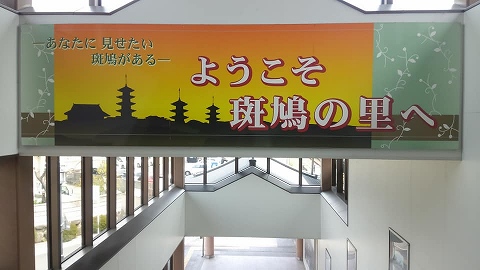 ―あなたに 見せたい
斑鳩がある―
ようこそ
斑鳩の里へ